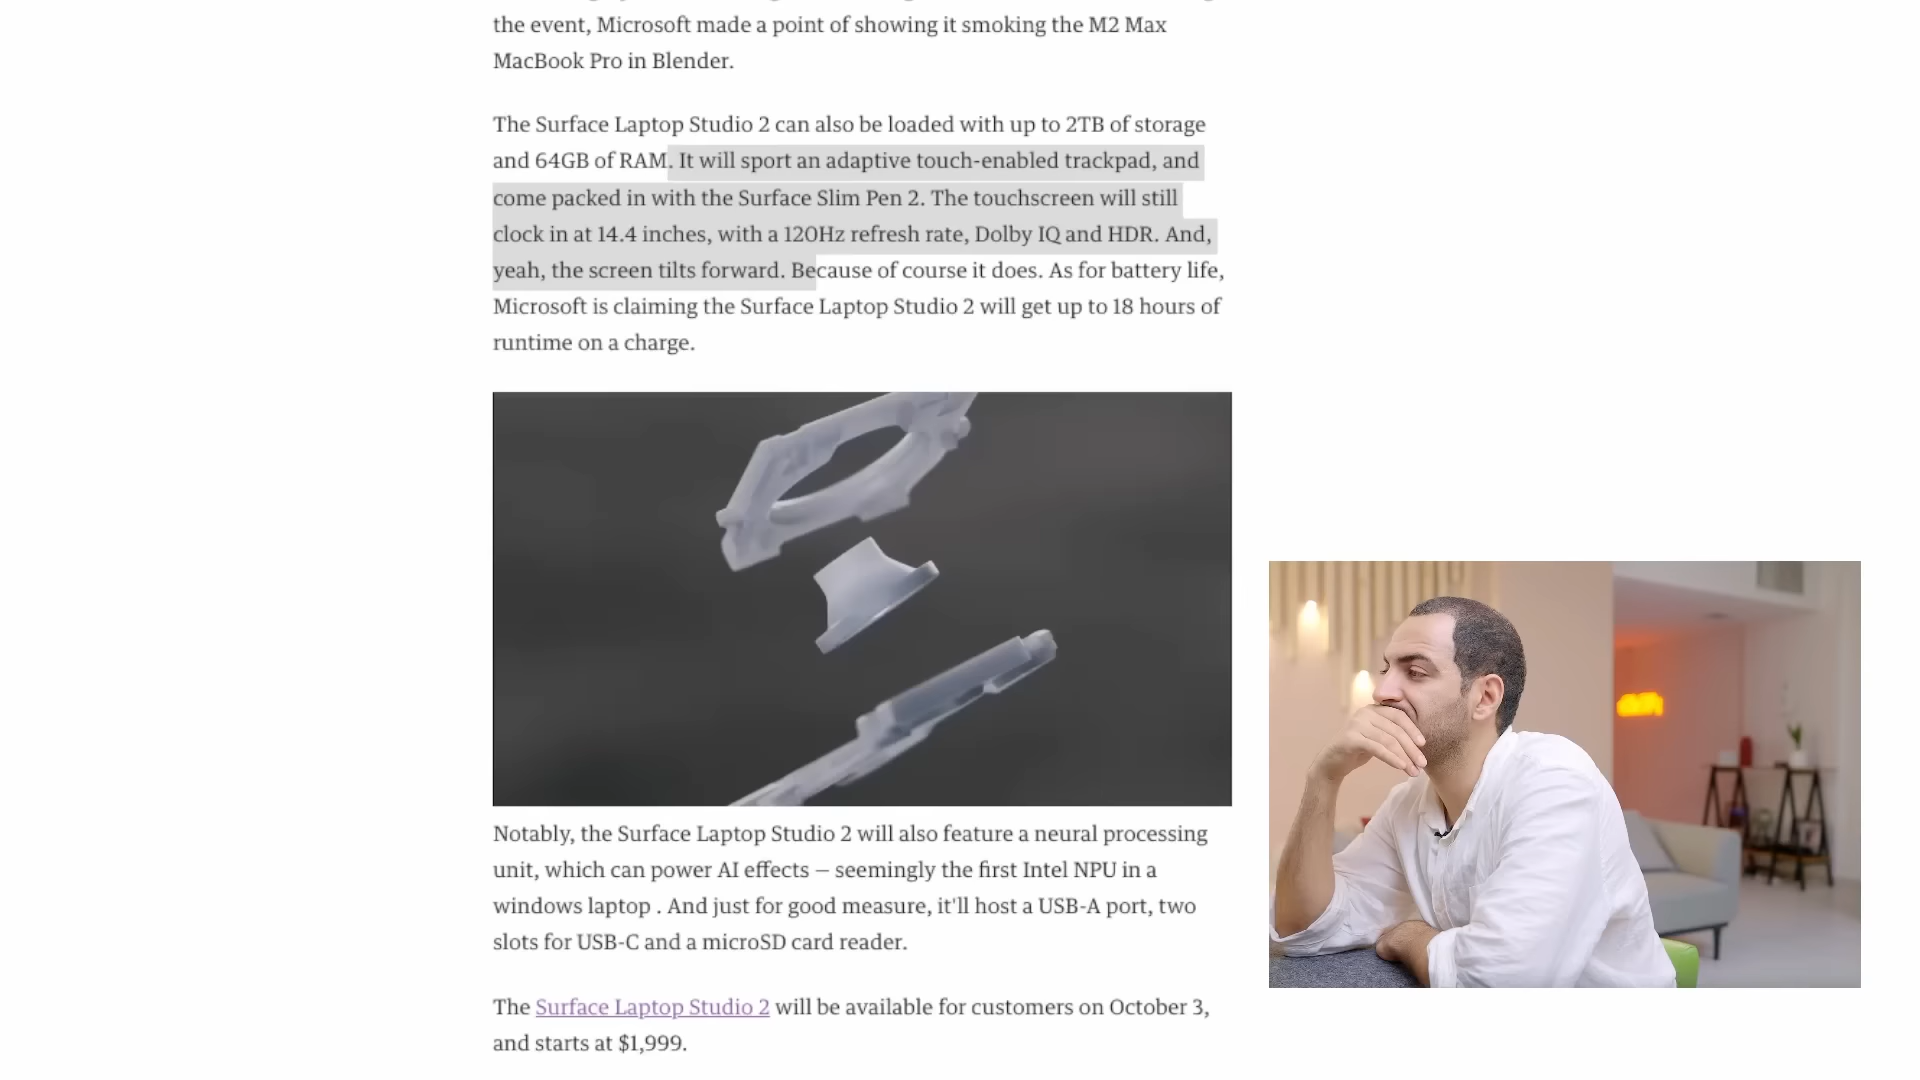 the event, Microsoft made a point of showing it smoking the M2 Max
MacBook Pro in Blender.
The Surface Laptop Studio 2 can also be loaded with up to 2TB of storage
and 64GB of RAM. It will sport an adaptive touch-enabled trackpad, and
come packed in with the Surface Slim Pen 2. The touchscreen will still
clock in at 14.4 inches, with a 120Hz refresh rate, Dolby IQ and HDR. And,
yeah, the screen tilts forward. Because of course it does. As for battery life,
Microsoft is claiming the Surface Laptop Studio 2 will get up to 18 hours of
runtime on a charge.
Notably, the Surface Laptop Studio 2 will also feature a neural processing
unit, which can power AI effects — seemingly the first Intel NPU in a
windows laptop . And just for good measure, it'll host a USB-A port, two
slots for USB-C and a microSD card reader.
The Surface Laptop Studio 2 will be available for customers on October 3,
and starts at $1,999.